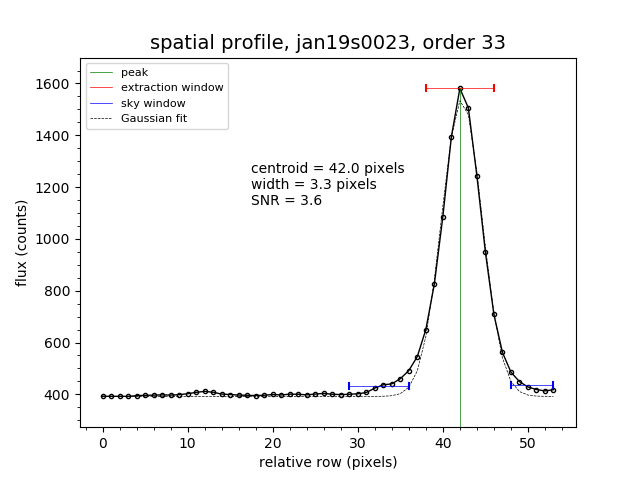 spatial profile, jan19s0023, order 33
peak
extraction window
sky window
Gaussian fit
centroid = 42.0 pixels
width = 3.3 pixels
SNR = 3.6
flux (counts)
1600
1400
1200
1000
800
600
400
0 10 20 30 40 50
relative row (pixels)